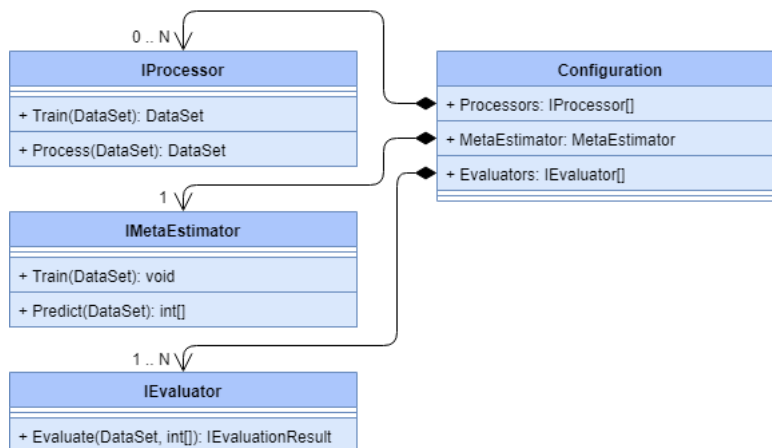 0 .. N
IProcessor
+ Train(DataSet): DataSet
+ Process(DataSet): DataSet
Configuration
+ Processors: IProcessor[]
+ MetaEstimator: MetaEstimator
+ Evaluators: IEvaluator[]
1
IMetaEstimator
+ Train(DataSet): void
+ Predict(DataSet): int[]
1 .. N
IEvaluator
+ Evaluate(DataSet, int[]): IEvaluationResult